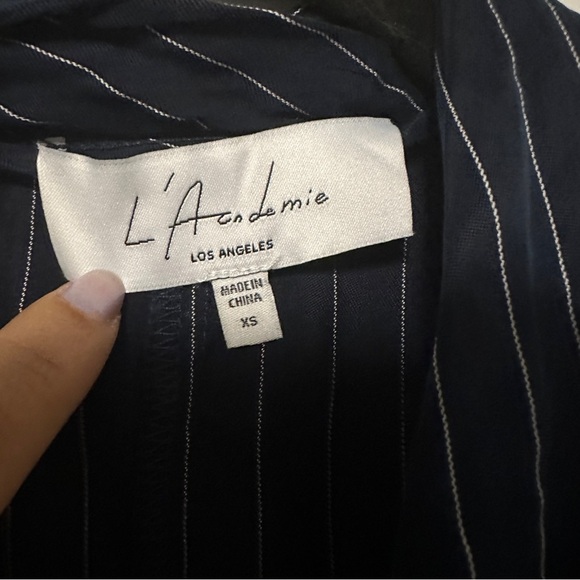 L'Academie
LOS ANGELES
MADE IN
CHINA
XS